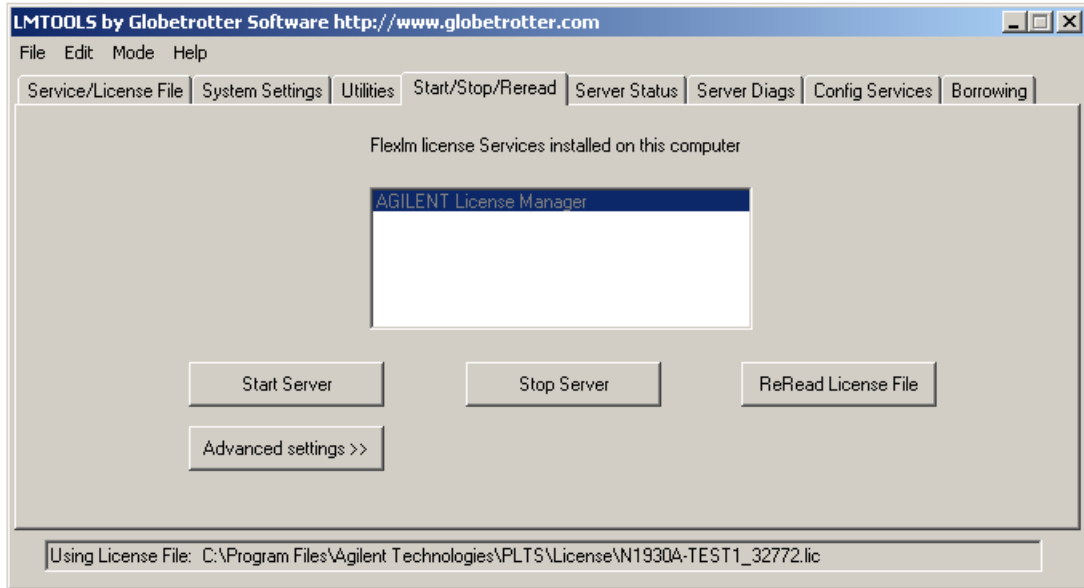 LMTOOLS by Globetrotter Software http://www.globetrotter.com
File Edit Mode Help
Service/License File System Settings Utilities Start/Stop/Reread Server Status Server Diags Config Services Borrowing
Flexlm license Services installed on this computer
AGILENT License Manager
Start Server Stop Server ReRead License File
Advanced settings >>
Using License File: C:\Program Files\Agilent Technologies\PLTS\License\N1930A-TEST1_32772.lic